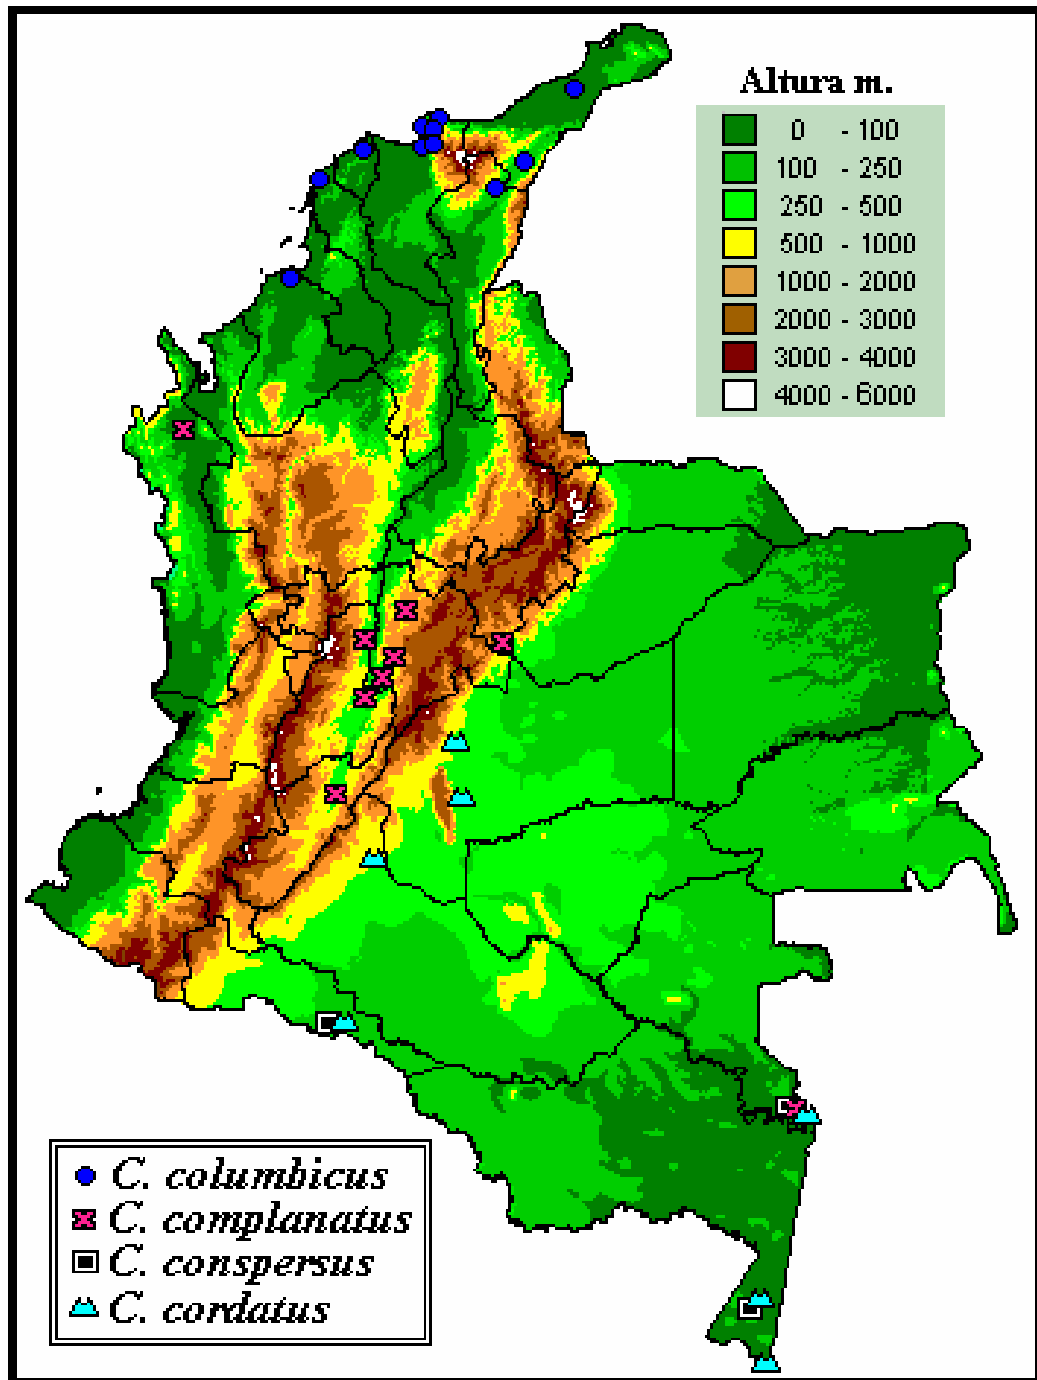 Altura m.
0 - 100
100 - 250
250 - 500
500 - 1000
1000 - 2000
2000 - 3000
3000 - 4000
4000 - 6000
C. columbicus
C. complanatus
C. conspersus
C. cordatus